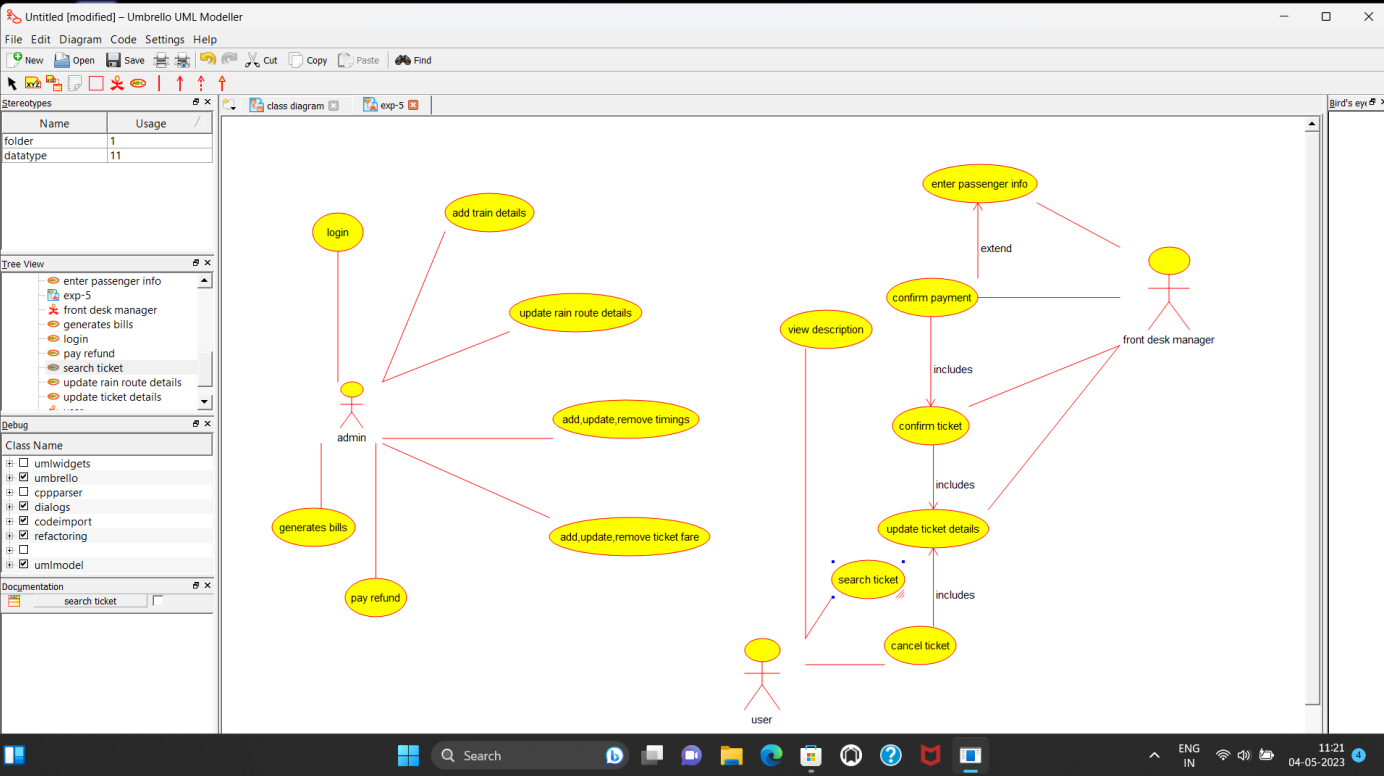 Untitled [modified] – Umbrello UML Modeller
File Edit Diagram Code Settings Help
New Open Save Cut Copy Paste Find
Stereotypes
Name Usage
folder 1
datatype 11
Tree View
enter passenger info
exp-5
front desk manager
generates bills
login
pay refund
search ticket
update rain route details
update ticket details
Debug
Class Name
umlwidgets
umbrello
cppparser
dialogs
codeimport
refactoring
umlmodel
Documentation
search ticket
class diagram exp-5
Bird's eye
enter passenger info
add train details
login
extend
confirm payment
update rain route details
view description
front desk manager
includes
add,update,remove timings
confirm ticket
admin
includes
generates bills
update ticket details
add,update,remove ticket fare
search ticket
includes
pay refund
cancel ticket
user
Search
ENG
IN
11:21
04-05-2023
4